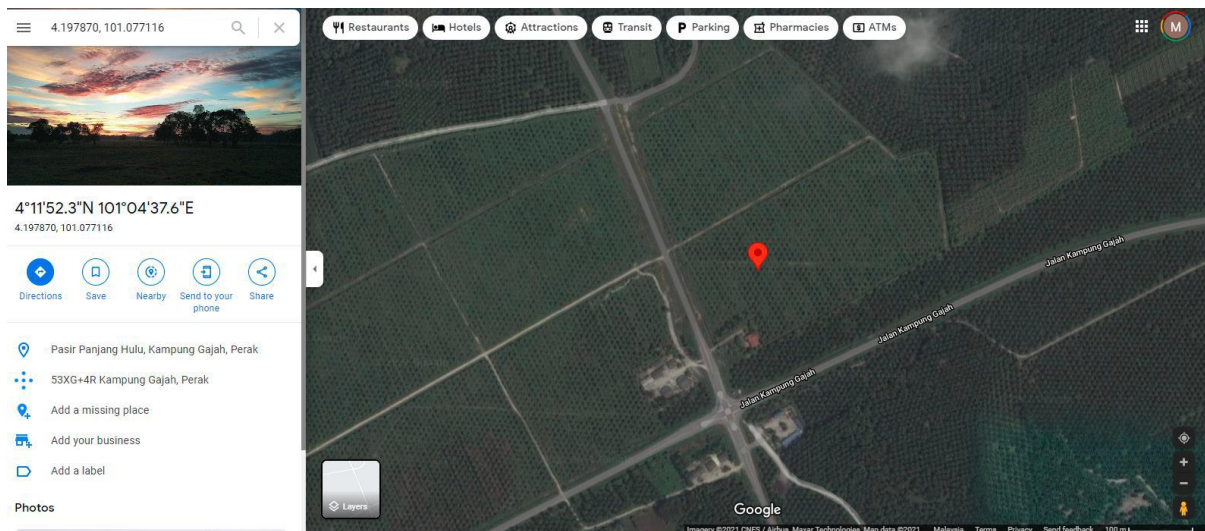 4.197870, 101.077116
Restaurants
Hotels
Attractions
Transit
P Parking
Pharmacies
ATMs
M
4°11'52.3"N 101°04'37.6"E
4.197870, 101.077116
Directions
Save
Nearby
Send to your
phone
Share
Pasir Panjang Hulu, Kampung Gajah, Perak
53XG+4R Kampung Gajah, Perak
Add a missing place
Add your business
Add a label
Photos
Jalan Kampung Gajah
Jalan Kampung Gajah
Jalan Kampung Gajah
Layers
Google
Imagery ©2021 CNES / Airbus, Maxar Technologies, Map data ©2021 Malaysia Terms Privacy Send feedback 100 m